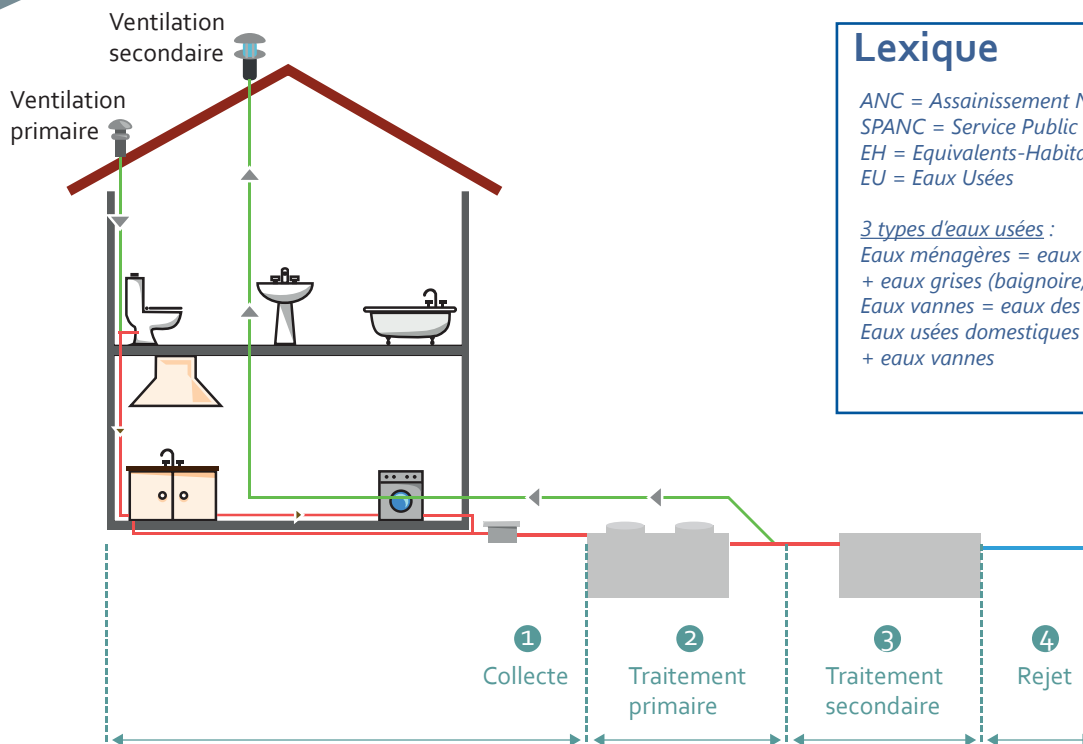 Ventilation
secondaire
Ventilation
primaire
Lexique
ANC = Assainissement
SPANC = Service Public
EH = Equivalents-
EU = Eaux Usées
3 types d'eaux usées :
Eaux ménagères = eaux
+ eaux grises (baignoire,
Eaux vannes = eaux des
Eaux usées domestiques
+ eaux vannes
1
Collecte
2
Traitement
primaire
3
Traitement
secondaire
4
Rejet